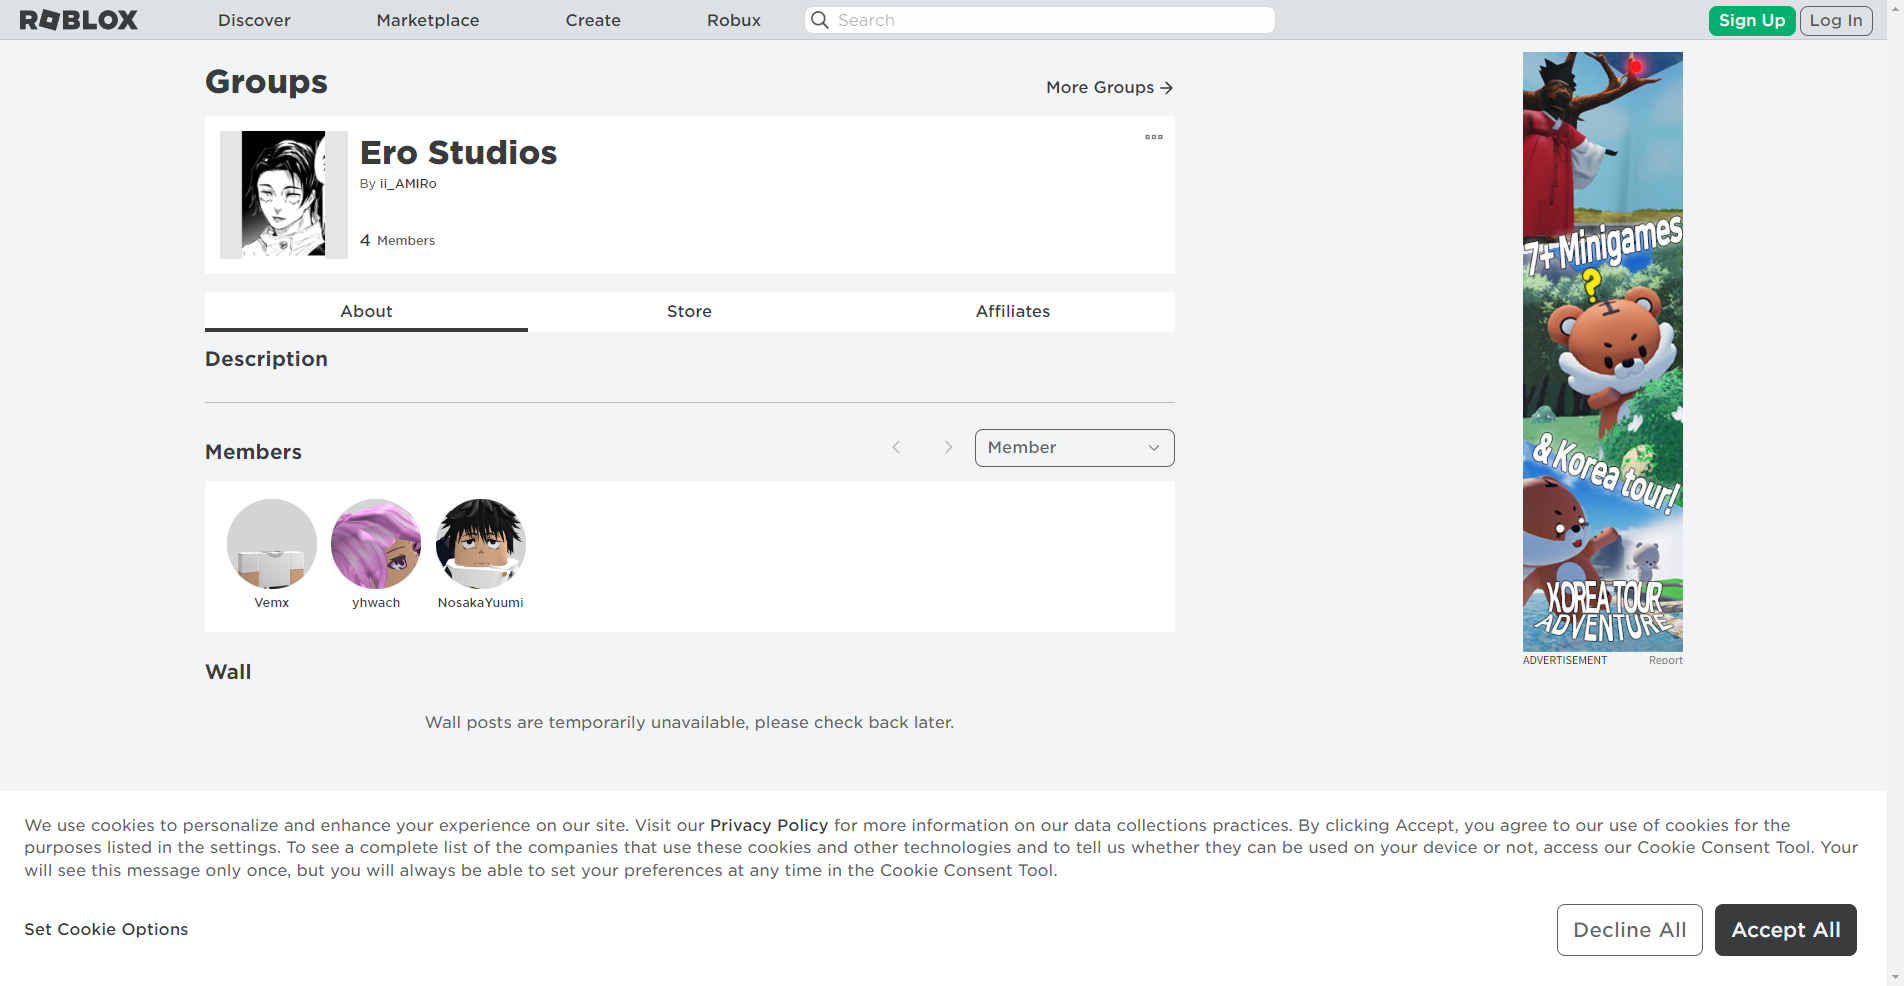 ROBLOX Discover Marketplace Create Robux Search Sign Up Log In
Groups
More Groups →
Ero Studios
By ii_AMIRo
4 Members
About Store Affiliates
Description
Members
Member
Vemx yhwach NosakaYuumi
Wall
Wall posts are temporarily unavailable, please check back later.
7+ Minigames
?
& Korea tour!
KOREA TOUR
ADVENTURE
ADVERTISEMENT Report
We use cookies to personalize and enhance your experience on our site. Visit our Privacy Policy for more information on our data collections practices. By clicking Accept, you agree to our use of cookies for the
purposes listed in the settings. To see a complete list of the companies that use these cookies and other technologies and to tell us whether they can be used on your device or not, access our Cookie Consent Tool. Your
will see this message only once, but you will always be able to set your preferences at any time in the Cookie Consent Tool.
Set Cookie Options
Decline All Accept All